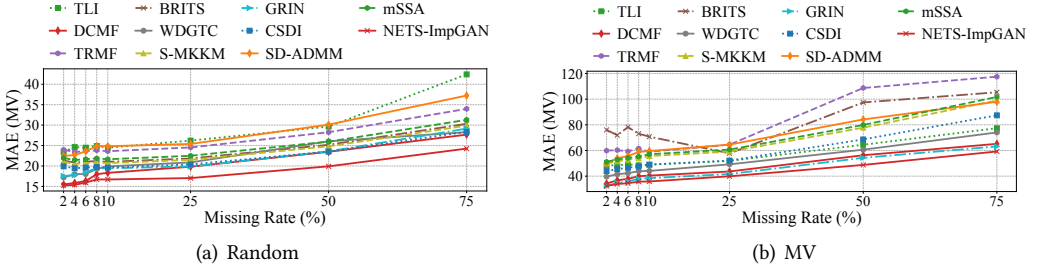 TLI BRITS GRIN mSSA
DCMF WDGTC CSDI NETS-ImpGAN
TRMF S-MKKM SD-ADMM
MAE (MV)
40
35
30
25
20
15
2 4 6 8 10 25 50 75
Missing Rate (%)
(a) Random
TLI BRITS GRIN mSSA
DCMF WDGTC CSDI NETS-ImpGAN
TRMF S-MKKM SD-ADMM
MAE (MV)
120
100
80
60
40
2 4 6 8 10 25 50 75
Missing Rate (%)
(b) MV